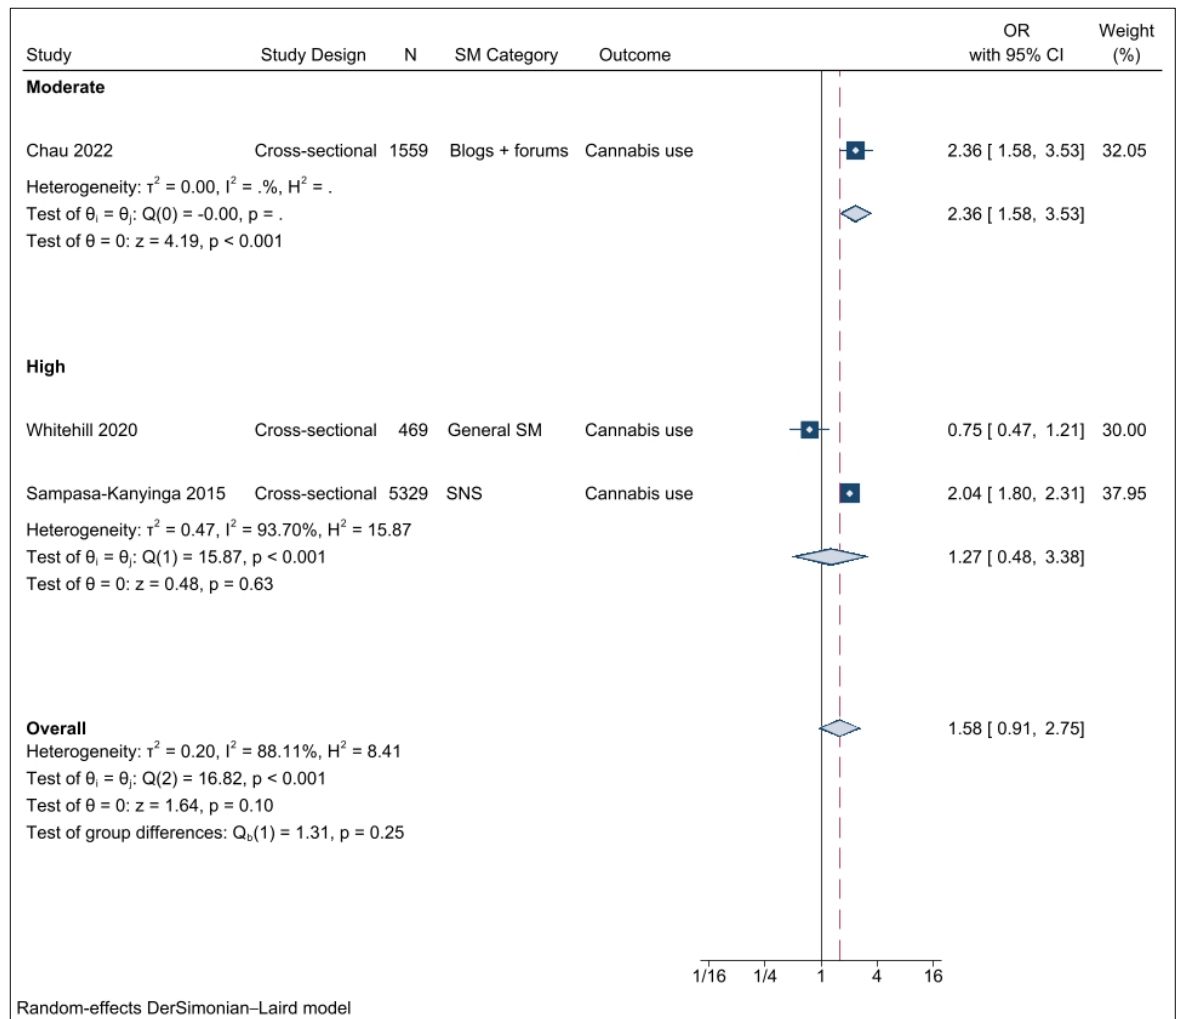 OR Weight
Study Study Design N SM Category Outcome with 95% CI (%)
Moderate
Chau 2022 Cross-sectional 1559 Blogs + forums Cannabis use 2.36 [ 1.58, 3.53] 32.05
Heterogeneity: τ² = 0.00, I² = .%, H² = .
Test of θᵢ = θⱼ: Q(0) = -0.00, p = . 2.36 [ 1.58, 3.53]
Test of θ = 0: z = 4.19, p < 0.001
High
Whitehill 2020 Cross-sectional 469 General SM Cannabis use 0.75 [ 0.47, 1.21] 30.00
Sampasa-Kanyinga 2015 Cross-sectional 5329 SNS Cannabis use 2.04 [ 1.80, 2.31] 37.95
Heterogeneity: τ² = 0.47, I² = 93.70%, H² = 15.87
Test of θᵢ = θⱼ: Q(1) = 15.87, p < 0.001 1.27 [ 0.48, 3.38]
Test of θ = 0: z = 0.48, p = 0.63
Overall 1.58 [ 0.91, 2.75]
Heterogeneity: τ² = 0.20, I² = 88.11%, H² = 8.41
Test of θᵢ = θⱼ: Q(2) = 16.82, p < 0.001
Test of θ = 0: z = 1.64, p = 0.10
Test of group differences: Q_b(1) = 1.31, p = 0.25
1/16 1/4 1 4 16
Random-effects DerSimonian–Laird model